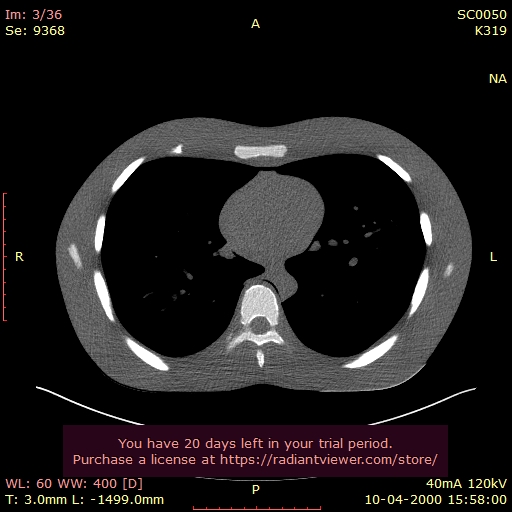 Im: 3/36
Se: 9368
A
SC0050
K319
NA
R
L
You have 20 days left in your trial period.
Purchase a license at https://radiantviewer.com/store/
WL: 60 WW: 400 [D]
T: 3.0mm L: -1499.0mm
P
40mA 120kV
10-04-2000 15:58:00